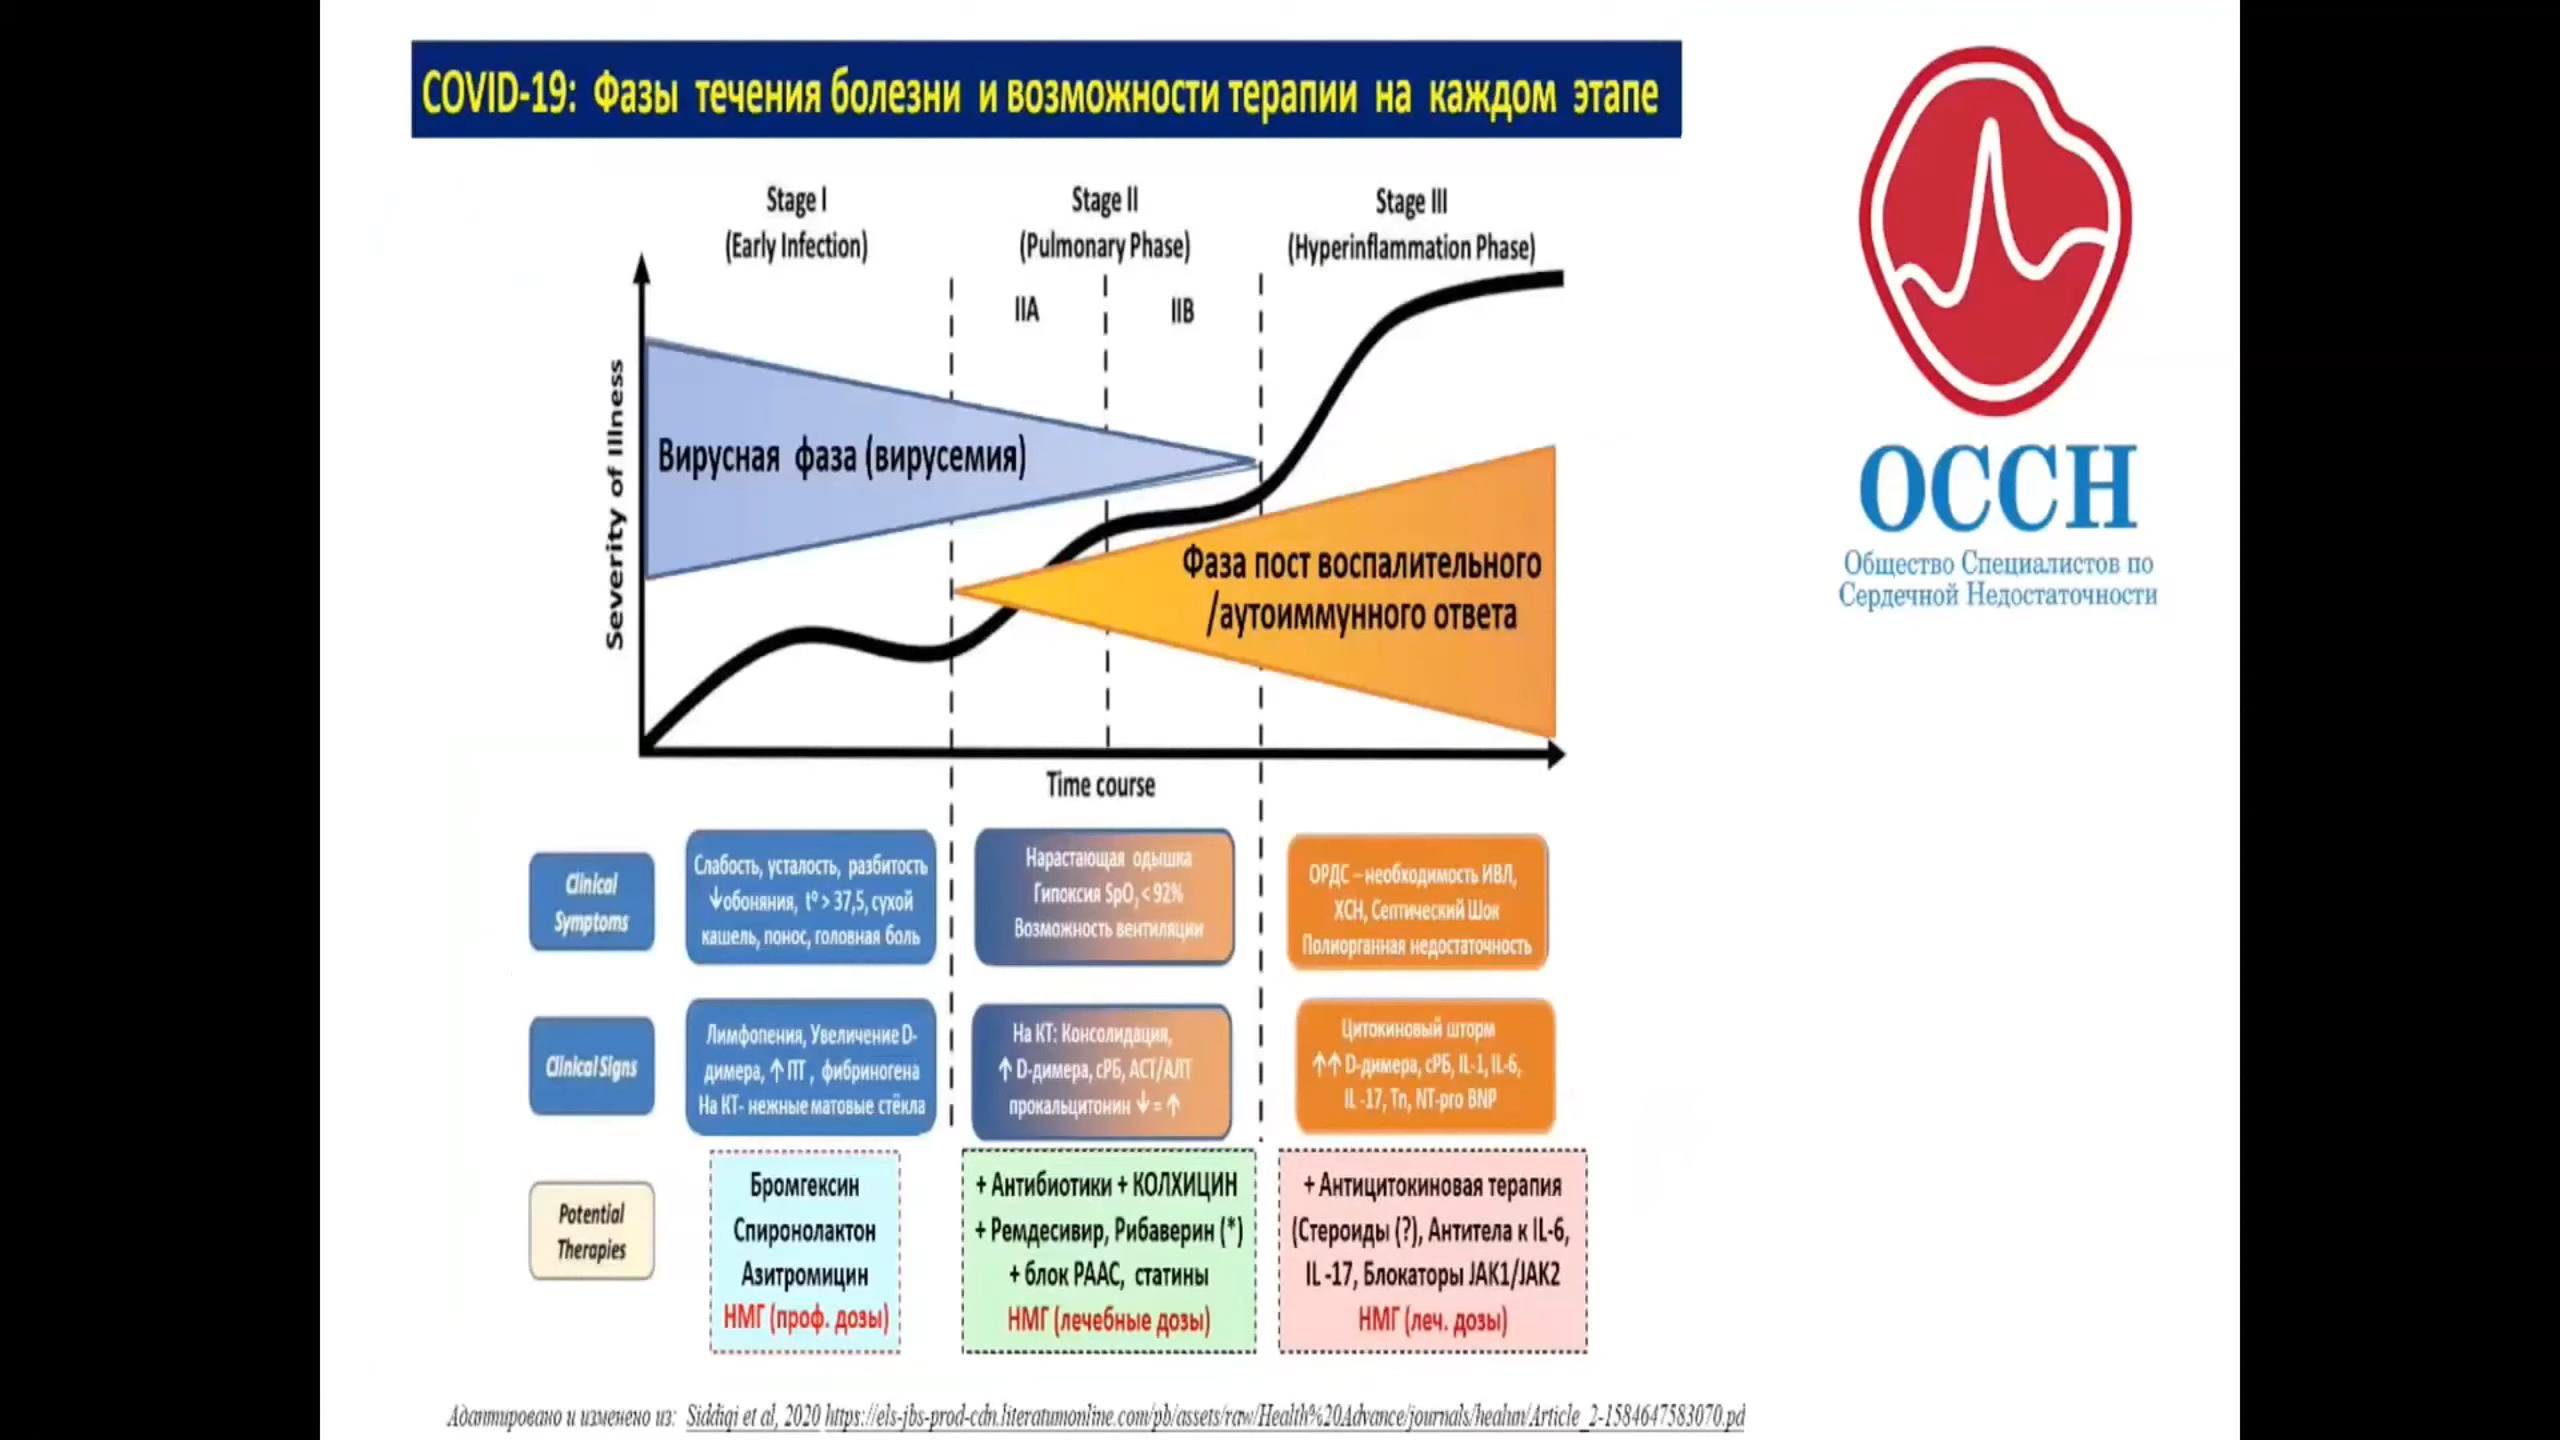 COVID-19: Фазы течения болезни и возможности терапии на каждом этапе
Stage I
(Early Infection)
Stage II
(Pulmonary Phase)
Stage III
(Hyperinflammation Phase)
IIA
IIB
Severity of Illness
Вирусная фаза (вирусемия)
Фаза пост воспалительного
/аутоиммунного ответа
Time course
Clinical
Symptoms
Слабость, усталость, разбитость
↓обоняния, tº > 37,5, сухой
кашель, понос, головная боль
Нарастающая одышка
Гипоксия SpO₂ < 92%
Возможность вентиляции
ОРДС – необходимость ИВЛ,
ХСН, Септический Шок
Полиорганная недостаточность
Clinical Signs
Лимфопения, Увеличение D-
димера, ↑ПТ , фибриногена
На КТ- нежные матовые стёкла
На КТ: Консолидация,
↑ D-димера, сРБ, АСТ/АЛТ
прокальцитонин ↓ = ↑
Цитокиновый шторм
↑↑ D-димера, сРБ, IL-1, IL-6,
IL -17, Tn, NT-pro BNP
Potential
Therapies
Бромгексин
Спиронолактон
Азитромицин
НМГ (проф. дозы)
+ Антибиотики + КОЛХИЦИН
+ Ремдесивир, Рибаверин (*)
+ блок РААС, статины
НМГ (лечебные дозы)
+ Антицитокиновая терапия
(Стероиды (?), Антитела к IL-6,
IL -17, Блокаторы JAK1/JAK2
НМГ (леч. дозы)
Адаптировано и изменено из: Siddiqi et al, 2020 https://els-jbs-prod-cdn.literatumonline.com/pb/assets/raw/Health%20Advance/journals/healun/Article_2-1584647583070.pd
ОССН
Общество Специалистов по
Сердечной Недостаточности